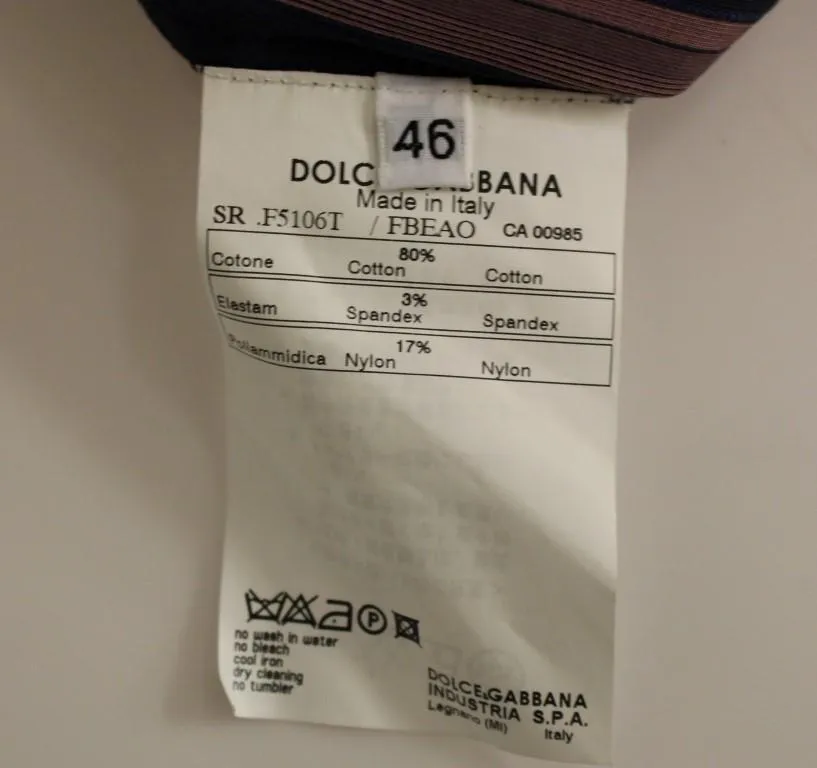 46
DOLCE&GABBANA
Made in Italy
SR .F5106T / FBEAO CA 00985
80%
Cotone Cotton Cotton
3%
Elastam Spandex Spandex
17%
Poliammidica Nylon Nylon
P
no wash in water
no bleach
cool iron
dry cleaning
no tumbler
DOLCE&GABBANA
INDUSTRIA S.P.A.
Legnano (MI) Italy